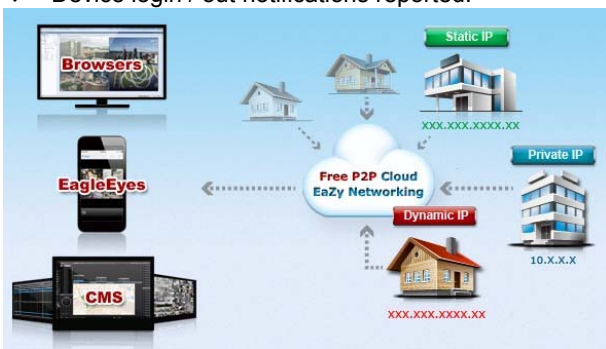 Device login / out notifications reported.
Browsers
Static IP
xxx.xxx.xxxx.xx
EagleEyes
Free P2P Cloud
EaZy Networking
Private IP
10.x.x.x
Dynamic IP
xxx.xxx.xxxx.xx
CMS